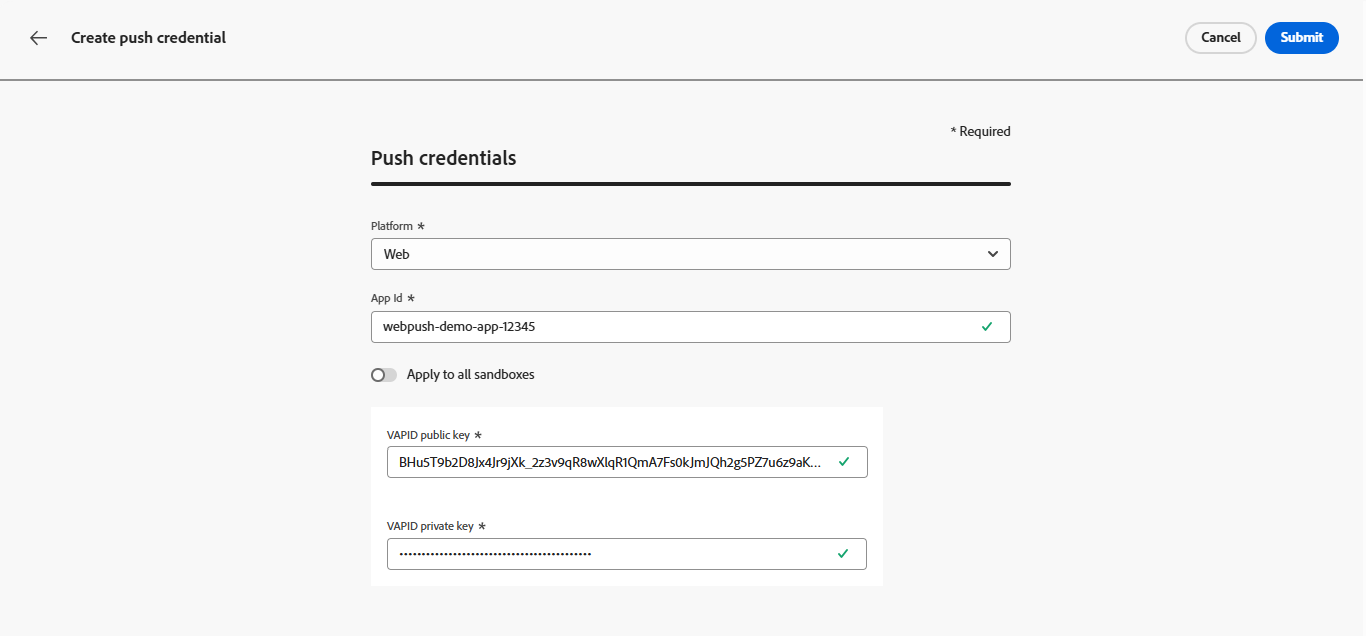 Create push credential
Cancel
Submit
* Required
Push credentials
Platform *
Web
App Id *
webpush-demo-app-12345
Apply to all sandboxes
VAPID public key *
BHu5T9b2D8Jx4Jr9jXk_2z3v9qR8wXlqR1QmA7Fs0kJmJQh2g5PZ7u6z9aK...
VAPID private key *
••••••••••••••••••••••••••••••••••••••••••••